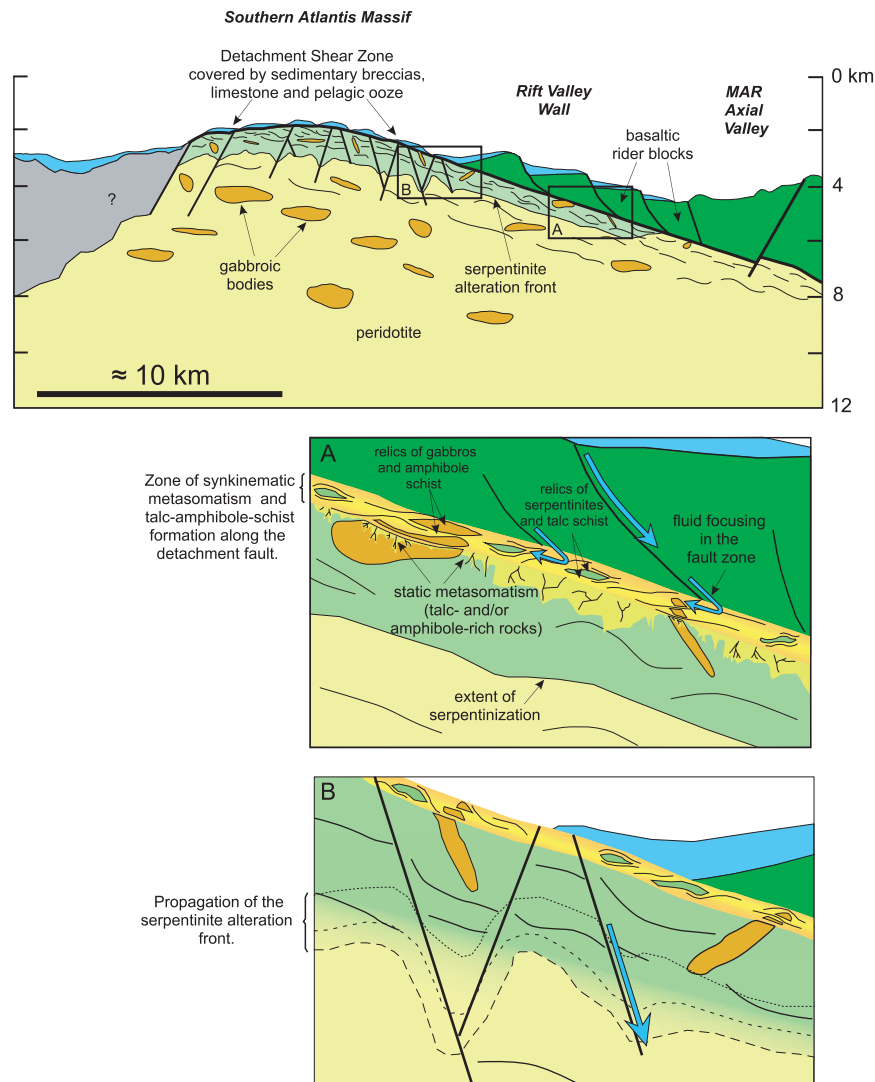 Southern Atlantis Massif
Detachment Shear Zone
covered by sedimentary breccias,
limestone and pelagic ooze
Rift Valley
Wall
MAR
Axial
Valley
0 km
basaltic
rider blocks
?
B
4
A
gabbroic
bodies
serpentinite
alteration front
8
peridotite
≈ 10 km
12
A
relics of gabbros
and amphibole
schist
Zone of synkinematic
metasomatism and
talc-amphibole-schist
formation along the
detachment fault.
relics of
serpentinites
and talc schist
fluid focusing
in the
fault zone
static metasomatism
(talc- and/or
amphibole-rich rocks)
extent of
serpentinization
B
Propagation of the
serpentinite alteration
front.